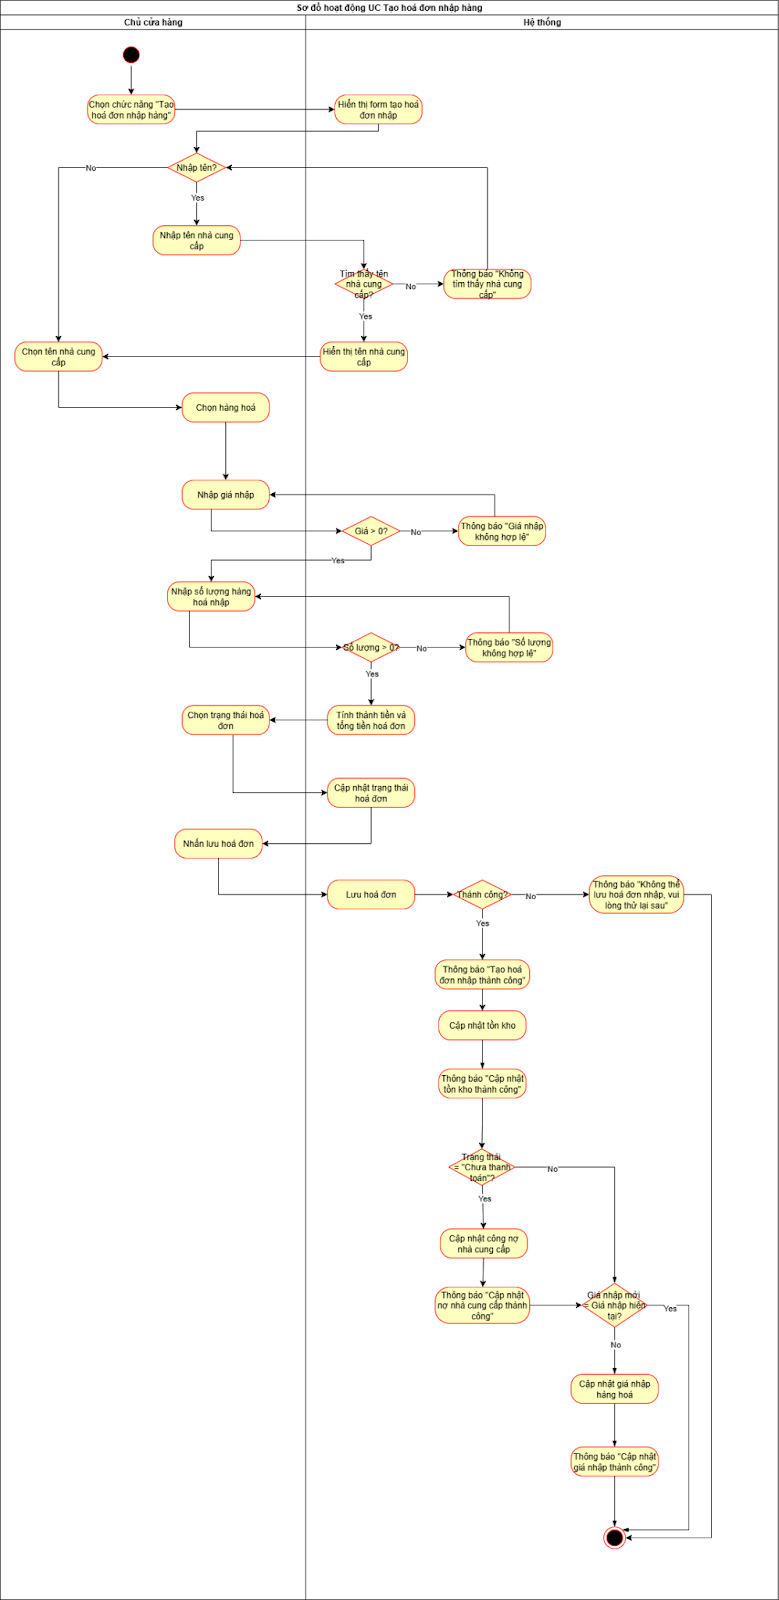 Sơ đồ hoạt động UC Tạo hoá đơn nhập hàng
Chủ cửa hàng
Hệ thống
Chọn chức năng "Tạo
hoá đơn nhập hàng"
Hiển thị form tạo hoá
đơn nhập
Nhập tên?
No
Yes
Nhập tên nhà cung
cấp
Tìm thấy tên
nhà cung
cấp?
No
Thông báo "Không
tìm thấy nhà cung
cấp"
Yes
Chọn tên nhà cung
cấp
Hiển thị tên nhà cung
cấp
Chọn hàng hoá
Nhập giá nhập
Giá > 0?
No
Thông báo "Giá nhập
không hợp lệ"
Yes
Nhập số lượng hàng
hoá nhập
Số lượng > 0?
No
Thông báo "Số lượng
không hợp lệ"
Yes
Chọn trạng thái hoá
đơn
Tính thành tiền và
tổng tiền hoá đơn
Cập nhật trạng thái
hoá đơn
Nhấn lưu hoá đơn
Lưu hoá đơn
Thành công?
No
Thông báo "Không thể
lưu hoá đơn nhập, vui
lòng thử lại sau"
Yes
Thông báo "Tạo hoá
đơn nhập thành công"
Cập nhật tồn kho
Thông báo "Cập nhật
tồn kho thành công"
Trạng thái
= "Chưa thanh
toán"?
No
Yes
Cập nhật công nợ
nhà cung cấp
Thông báo "Cập nhật
nợ nhà cung cấp thành
công"
Giá nhập mới
= Giá nhập hiện
tại?
Yes
No
Cập nhật giá nhập
hàng hoá
Thông báo "Cập nhật
giá nhập thành công"